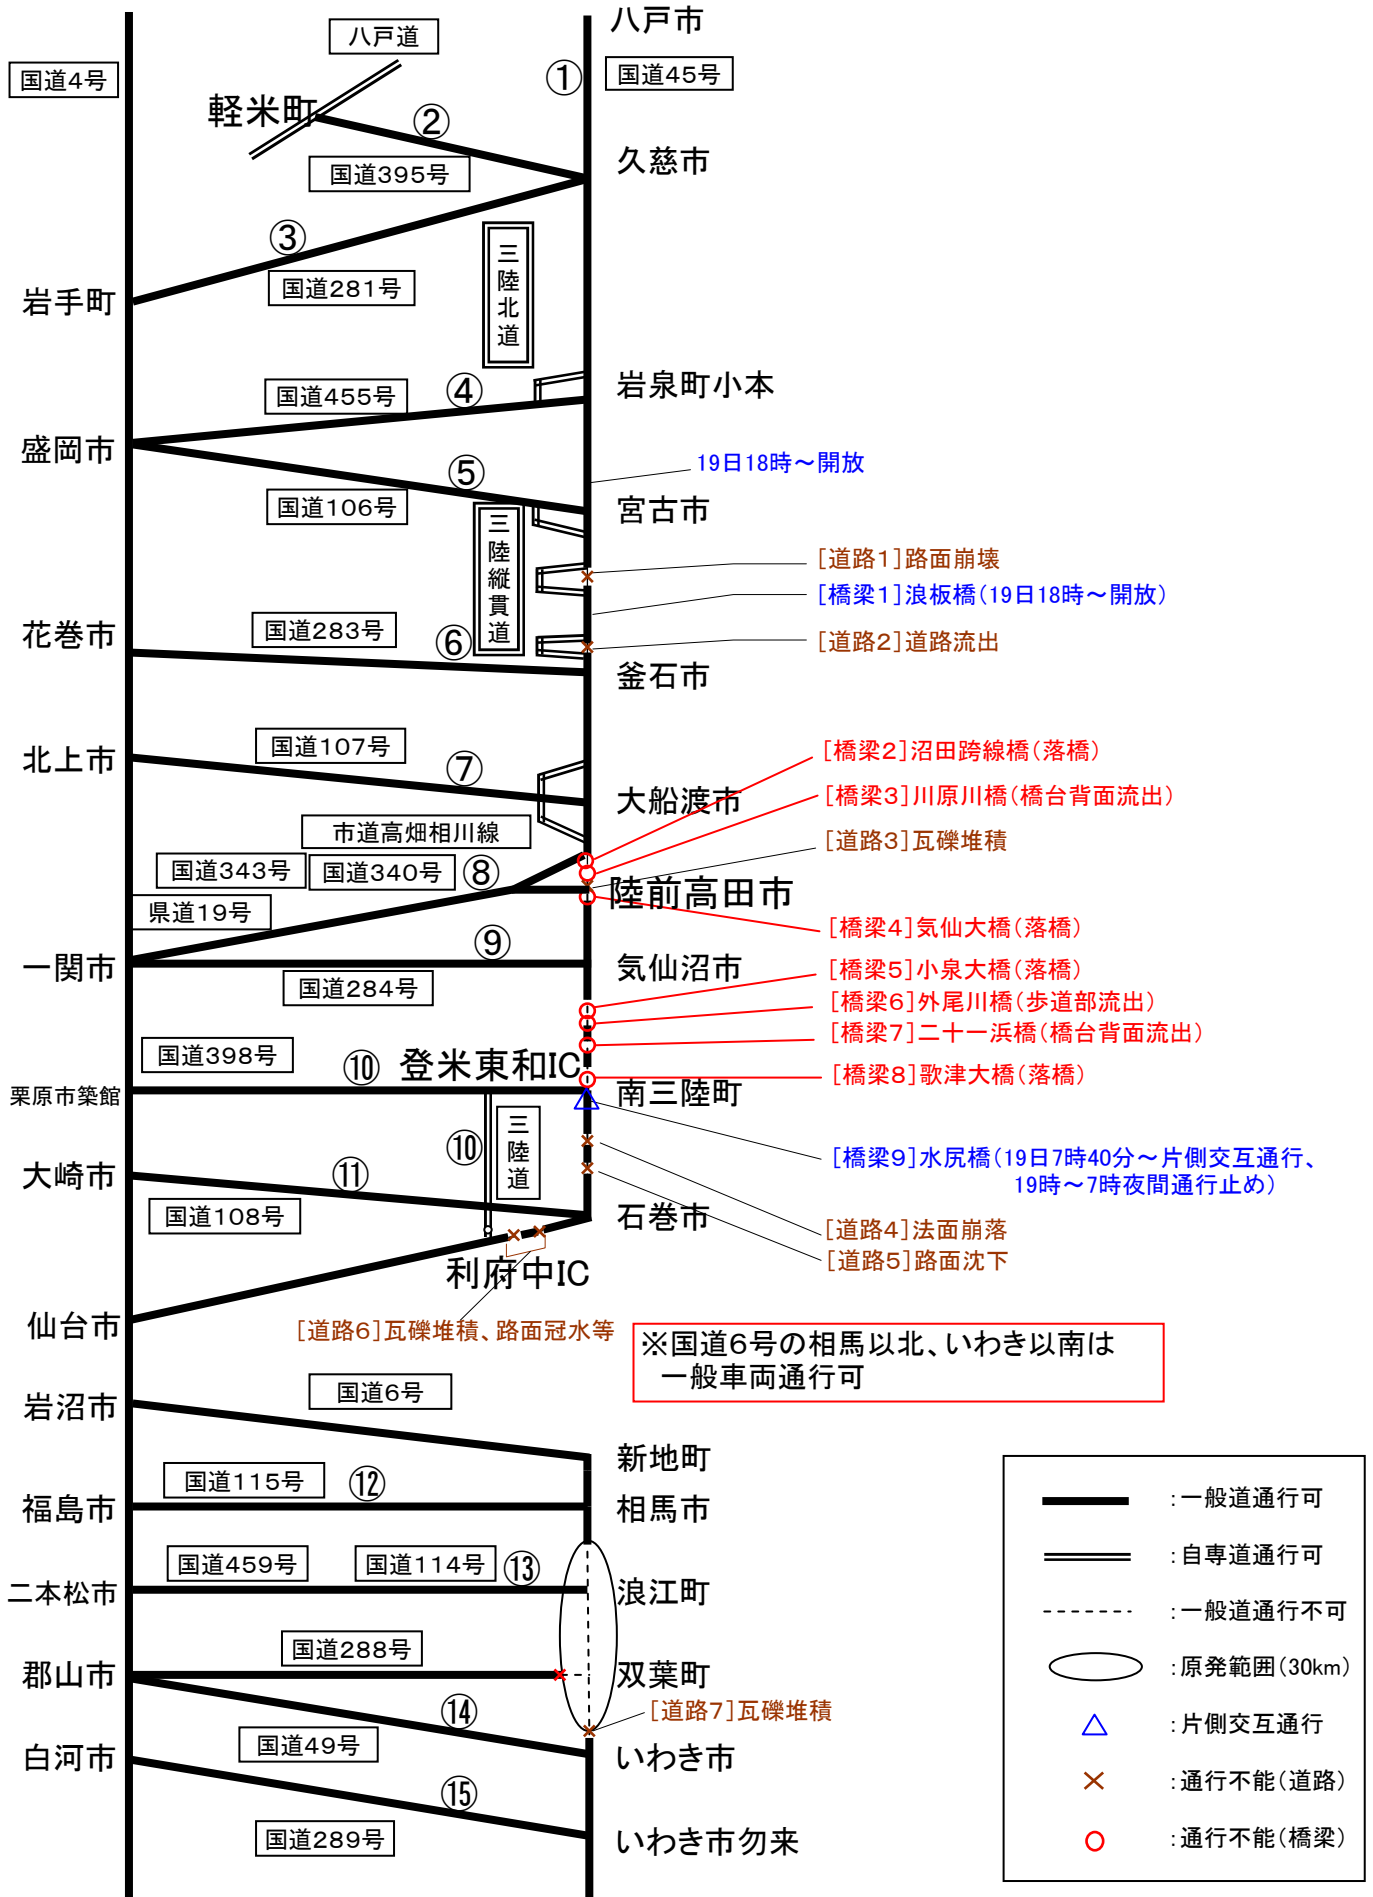 八戸市
八戸道
国道4号
①
国道45号
軽米町
②
久慈市
国道395号
③
三陸北道
国道281号
岩手町
岩泉町小本
国道455号
④
盛岡市
19日18時～開放
⑤
国道106号
宮古市
三陸縦貫道
[道路1]路面崩壊
[橋梁1]浪板橋(19日18時～開放)
花巻市
国道283号
⑥
[道路2]道路流出
釜石市
北上市
国道107号
⑦
[橋梁2]沼田跨線橋(落橋)
大船渡市
[橋梁3]川原川橋(橋台背面流出)
市道高畑相川線
[道路3]瓦礫堆積
国道343号
国道340号
⑧
陸前高田市
県道19号
[橋梁4]気仙大橋(落橋)
⑨
一関市
気仙沼市
[橋梁5]小泉大橋(落橋)
国道284号
[橋梁6]外尾川橋(歩道部流出)
[橋梁7]二十一浜橋(橋台背面流出)
国道398号
⑩
登米東和IC
[橋梁8]歌津大橋(落橋)
栗原市築館
南三陸町
⑩
三陸道
[橋梁9]水尻橋(19日7時40分～片側交互通行、
19時～7時夜間通行止め)
大崎市
⑪
国道108号
石巻市
[道路4]法面崩落
[道路5]路面沈下
利府中IC
仙台市
[道路6]瓦礫堆積、路面冠水等
※国道6号の相馬以北、いわき以南は
一般車両通行可
岩沼市
国道6号
新地町
国道115号
⑫
福島市
相馬市
国道459号
国道114号
⑬
二本松市
浪江町
国道288号
郡山市
双葉町
[道路7]瓦礫堆積
⑭
国道49号
白河市
いわき市
⑮
国道289号
いわき市勿来
:一般道通行可
:自専道通行可
:一般道通行不可
:原発範囲(30km)
:片側交互通行
:通行不能(道路)
:通行不能(橋梁)